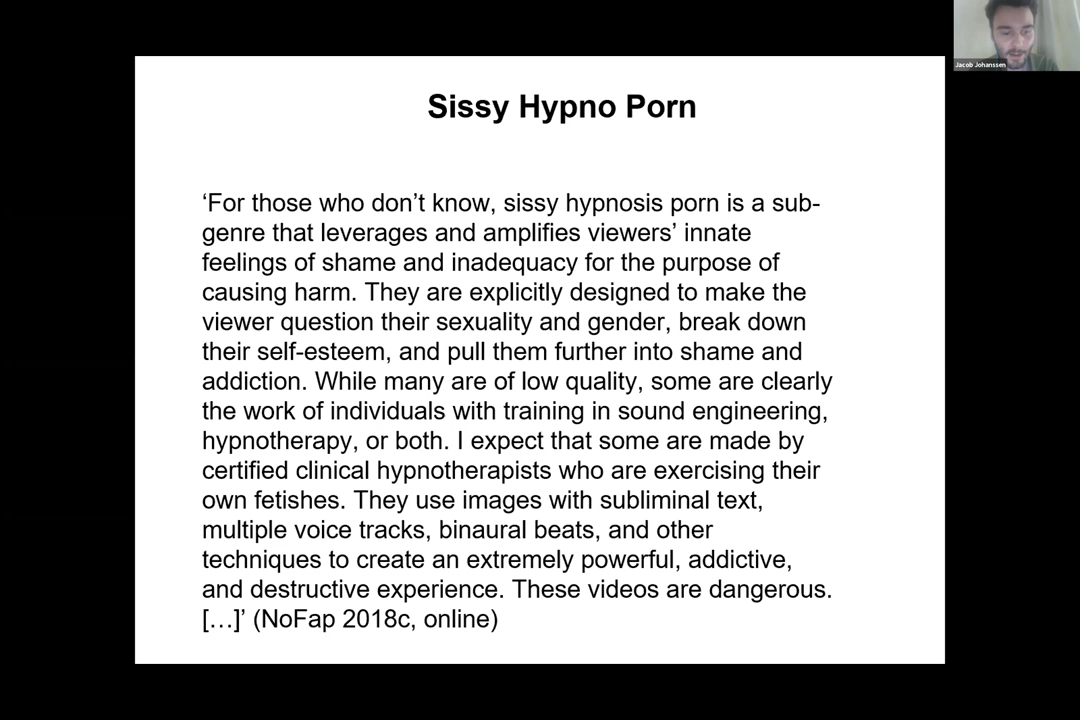 Jacob Johanssen
Sissy Hypno Porn
‘For those who don’t know, sissy hypnosis porn is a sub-
genre that leverages and amplifies viewers’ innate
feelings of shame and inadequacy for the purpose of
causing harm. They are explicitly designed to make the
viewer question their sexuality and gender, break down
their self-esteem, and pull them further into shame and
addiction. While many are of low quality, some are clearly
the work of individuals with training in sound engineering,
hypnotherapy, or both. I expect that some are made by
certified clinical hypnotherapists who are exercising their
own fetishes. They use images with subliminal text,
multiple voice tracks, binaural beats, and other
techniques to create an extremely powerful, addictive,
and destructive experience. These videos are dangerous.
[…]’ (NoFap 2018c, online)